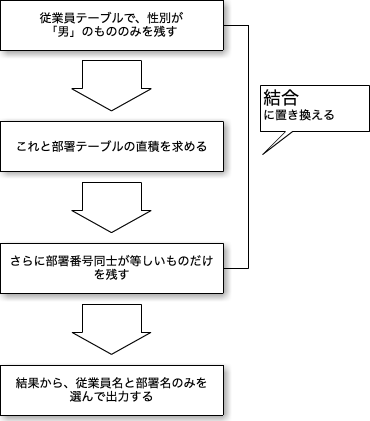 従業員テーブルで、性別が
「男」のもののみを残す
結合
に置き換える
これと部署テーブルの直積を求める
さらに部署番号同士が等しいものだけ
を残す
結果から、従業員名と部署名のみを
選んで出力する